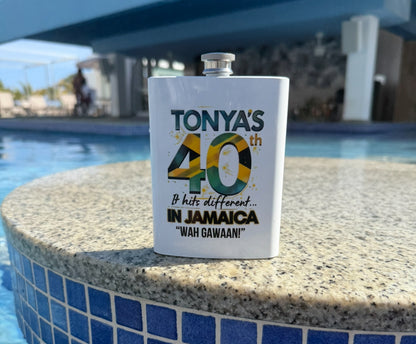 TONYA'S
40th
It hits different...
IN JAMAICA
"WAH GAWAAN!"